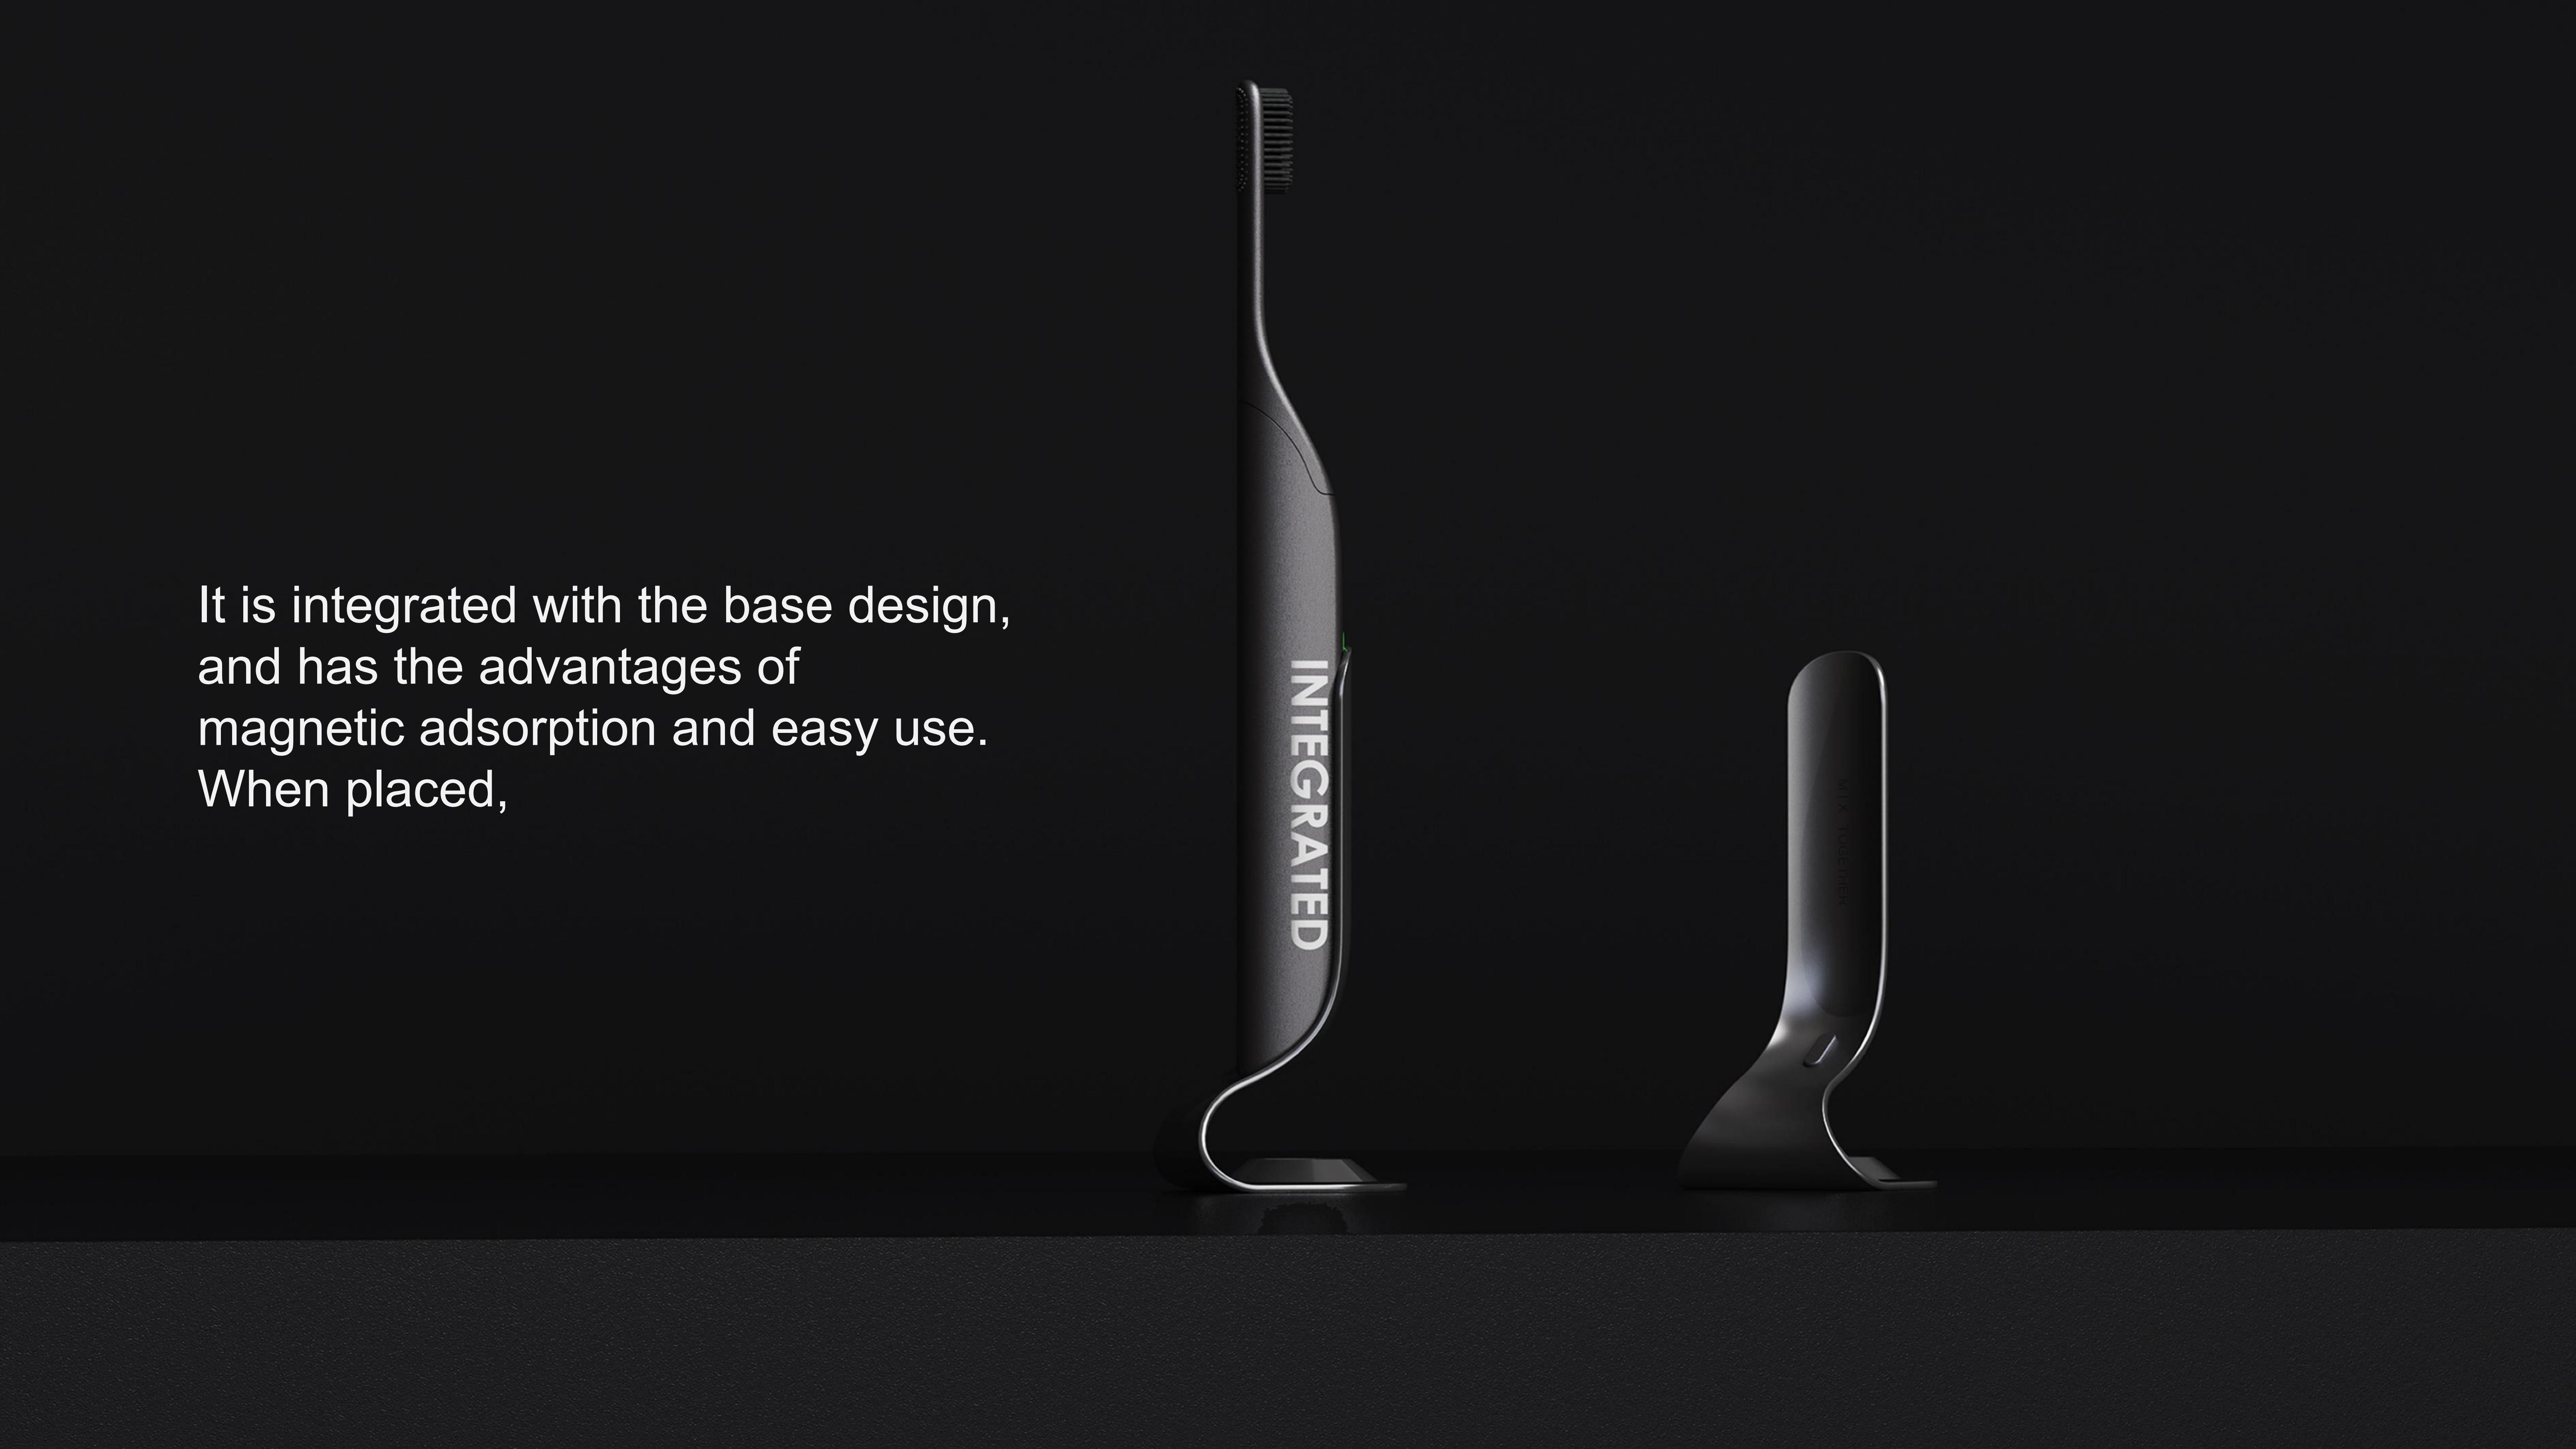 It is integrated with the base design,
and has the advantages of
magnetic adsorption and easy use.
When placed,
INTEGRATED